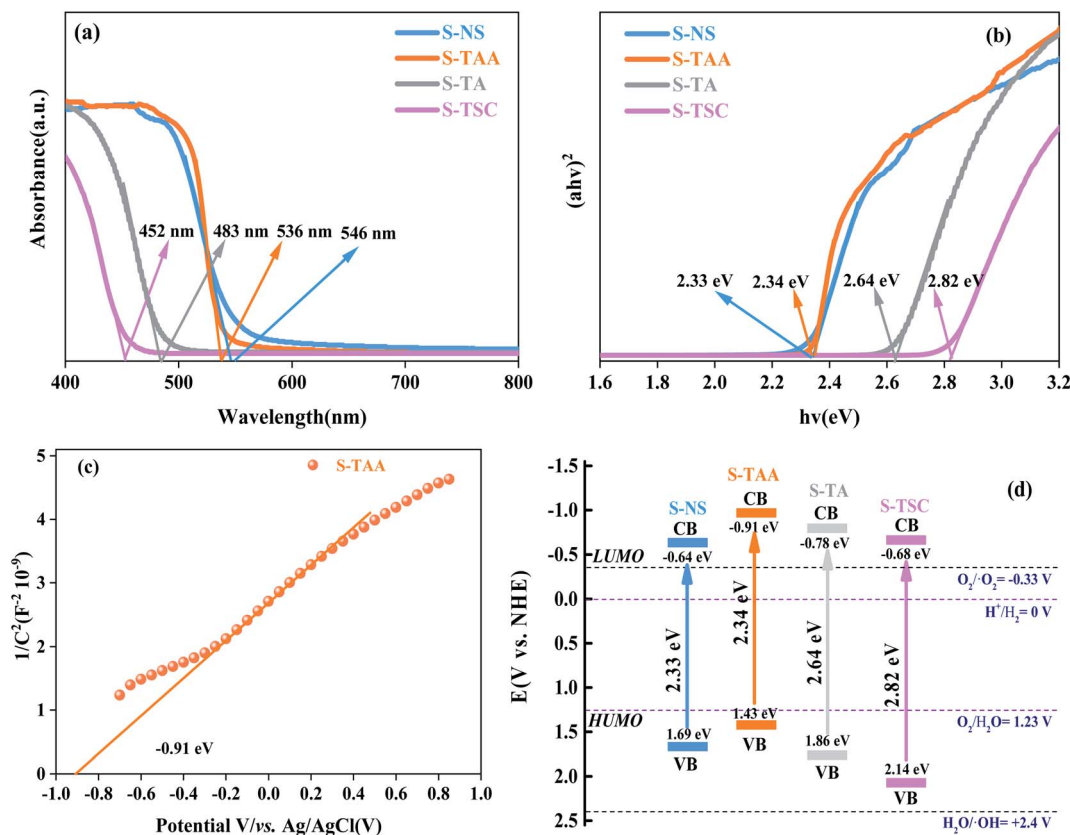 (a)
S-NS
S-TAA
S-TA
S-TSC
452 nm
483 nm
536 nm
546 nm
Absorbance(a.u.)
400
500
600
700
800
Wavelength(nm)
(b)
S-NS
S-TAA
S-TA
S-TSC
2.33 eV
2.34 eV
2.64 eV
2.82 eV
(ahv)²
1.6
2.0
2.4
2.6
2.8
3.2
hv(eV)
(c)
S-TAA
-0.91 eV
1/C²(F⁻² 10⁻⁹)
5
4
3
2
1
0
-1.0
-0.8
-0.6
-0.4
-0.2
0.0
0.2
0.4
0.6
0.8
1.0
Potential V/vs. Ag/AgCl(V)
(d)
E(V vs. NHE)
-1.5
-1.0
-0.5
0.0
0.5
1.0
1.5
2.0
2.5
LUMO
HUMO
S-NS
CB
-0.64 eV
2.33 eV
1.69 eV
VB
S-TAA
CB
-0.91 eV
2.34 eV
1.43 eV
VB
S-TA
CB
-0.78 eV
2.64 eV
1.86 eV
VB
S-TSC
CB
-0.68 eV
2.82 eV
2.14 eV
VB
O₂/·O₂= -0.33 V
H⁺/H₂= 0 V
O₂/H₂O= 1.23 V
H₂O/·OH= +2.4 V